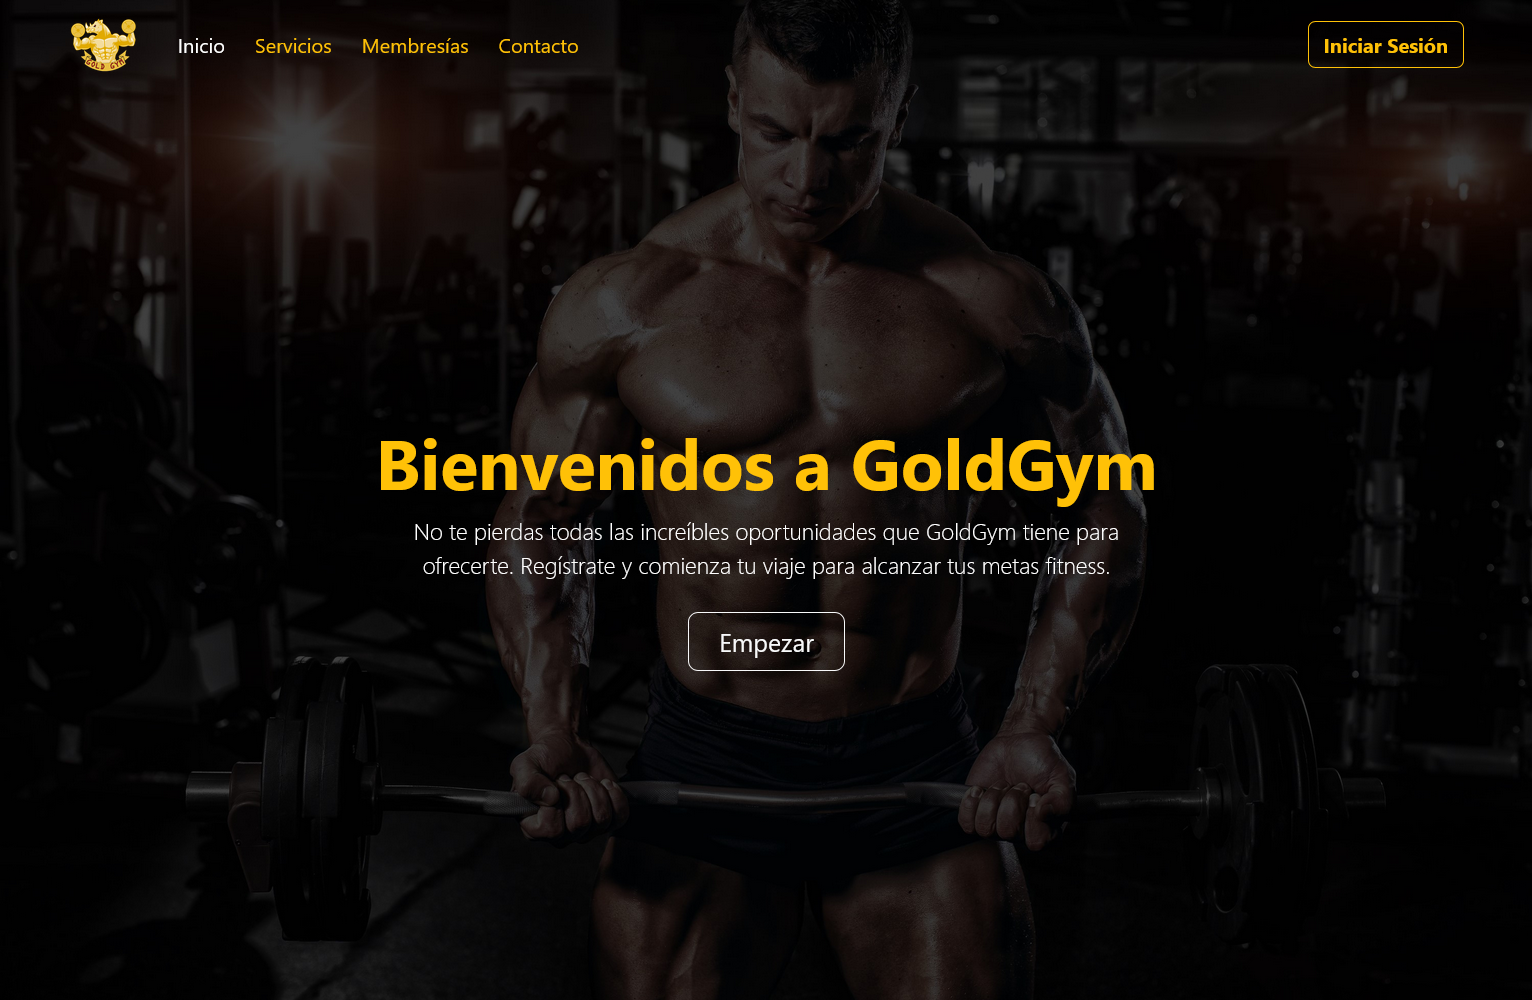 GOLD GYM
Inicio
Servicios
Membresías
Contacto
Iniciar Sesión
Bienvenidos a GoldGym
No te pierdas todas las increíbles oportunidades que GoldGym tiene para
ofrecerte. Regístrate y comienza tu viaje para alcanzar tus metas fitness.
Empezar